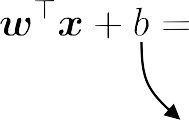 w⊤x + b =